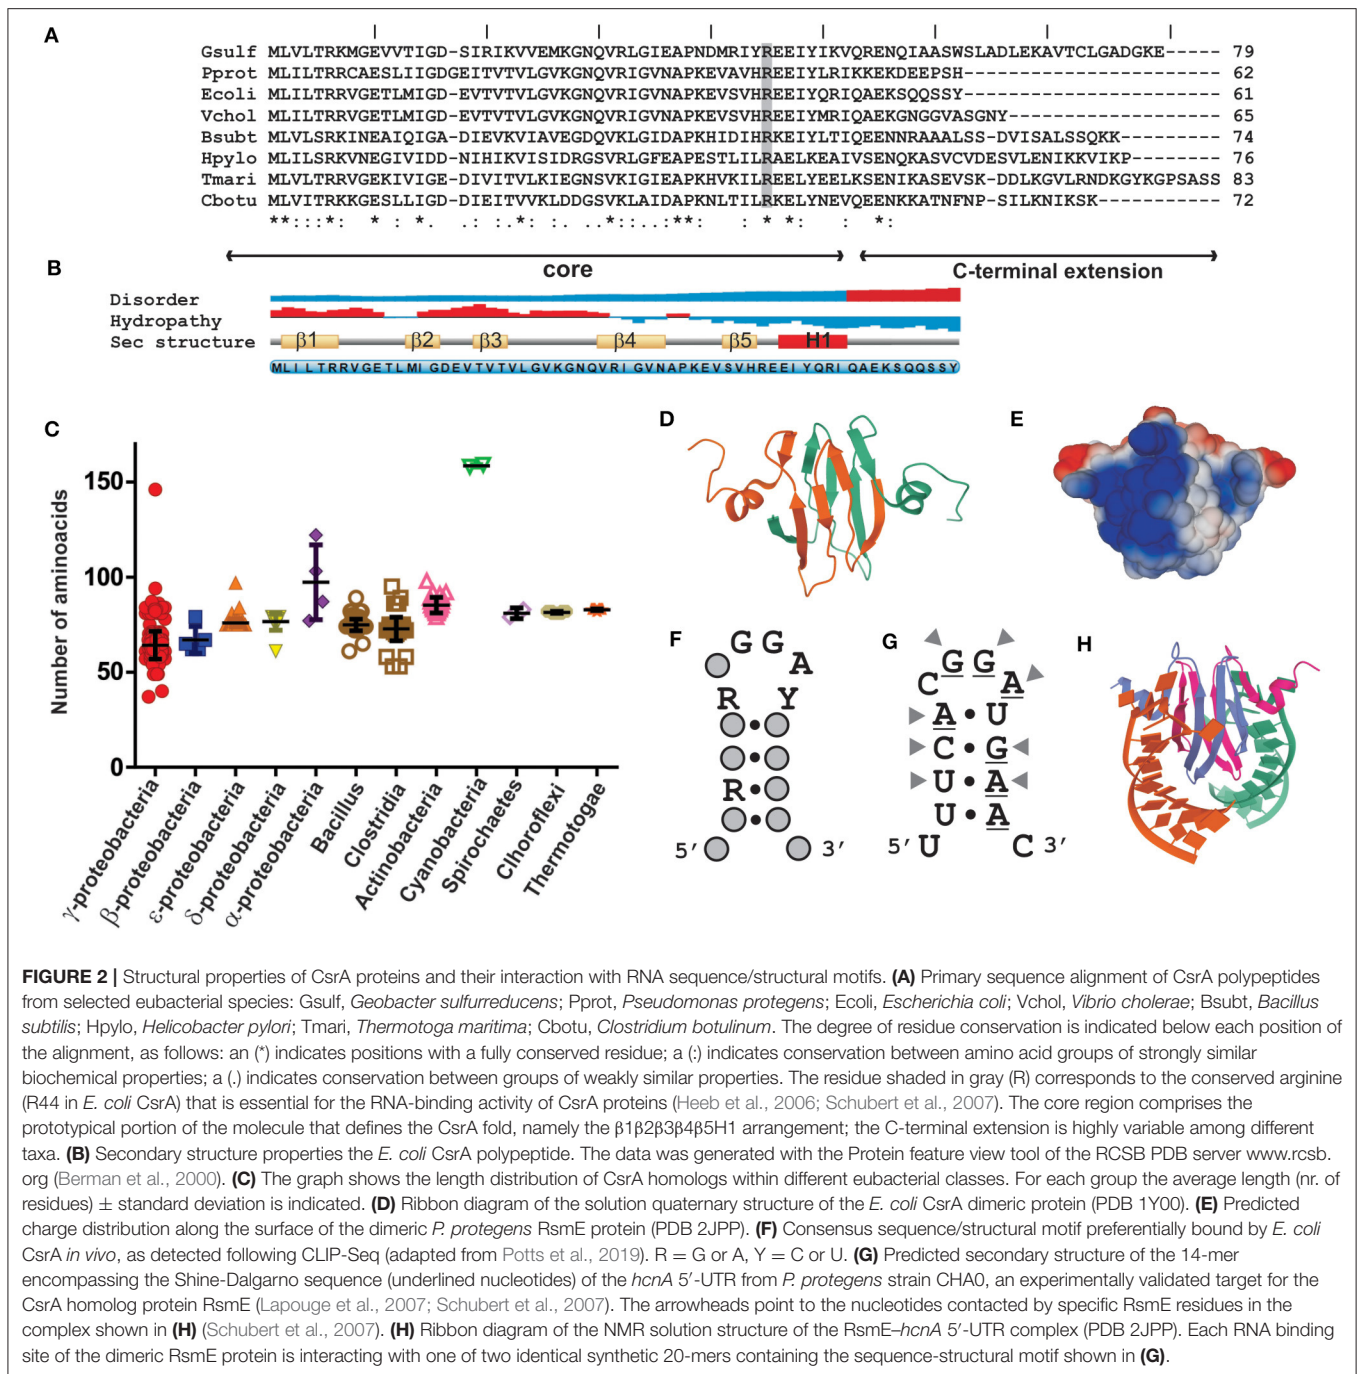 A
Gsulf MLVLTRKMGEVVTIGD-SIRIKVVEMKGNQVRLGIEAPNDMRIYREEIYIKVQRENQIAASWSLADLEKAVTCLGADGKE----- 79
Pprot MLILTRRCAESLIIGDGEITVTVLGVKGNQVRIGVNAPKEVAVHREEIYLRIKKEKDEEPSH----------------------- 62
Ecoli MLILTRRVGETLMIGD-EVTVTVLGVKGNQVRIGVNAPKEVSVHREEIYQRIQAEKSQQSSY----------------------- 61
Vchol MLILTRRVGETLMIGD-EVTVTVLGVKGNQVRIGVNAPKEVSVHREEIYMRIQAEKGNGGVASGNY------------------- 65
Bsubt MLVLSRKINEAIQIGA-DIEVKVIAVEGDQVKLGIDAPKHIDIHRKEIYLTIQEENNRAAALSS-DVISALSSQKK--------- 74
Hpylo MLILSRKVNEGIVIDD-NIHIKVISIDRGSVRLGFEAPESTLILRAELKEAIVSENQKASVCVDESVLENIKKVIKP-------- 76
Tmari MLVLTRRVGEKIVIGE-DIVITVLKIEGNSVKIGIEAPKHVKILREELYEELKSENIKASEVSK-DDLKGVLRNDKGYKGPSASS 83
Cbotu MLVITRKKGESLLIGD-DIEITVVKLDDGSVKLAIDAPKNLTILRKELYNEVQEENKKATNFNP-SILKNIKSK----------- 72
**:::*: * : *. .: :. .*: : . ..*::..:** : * *: : *:
core C-terminal extension
B
Disorder
Hydropathy
Sec structure β1 β2 β3 β4 β5 H1
MLILTRRVGETLMIGDEVTVTVLGVKGNQVRIGVNAPKEVSVHREEIYQRIQAEKSQQSSY
C
Number of aminoacids
150
100
50
0
γ-proteobacteria
β-proteobacteria
ε-proteobacteria
δ-proteobacteria
α-proteobacteria
Bacillus
Clostridia
Actinobacteria
Cyanobacteria
Spirochaetes
Clhoroflexi
Thermotogae
D
E
F
G G
A
R Y
R
5′ 3′
G
G G
C A
A U
C G
U A
U A
5′ U C 3′
H
FIGURE 2 | Structural properties of CsrA proteins and their interaction with RNA sequence/structural motifs. (A) Primary sequence alignment of CsrA polypeptides
from selected eubacterial species: Gsulf, Geobacter sulfurreducens; Pprot, Pseudomonas protegens; Ecoli, Escherichia coli; Vchol, Vibrio cholerae; Bsubt, Bacillus
subtilis; Hpylo, Helicobacter pylori; Tmari, Thermotoga maritima; Cbotu, Clostridium botulinum. The degree of residue conservation is indicated below each position of
the alignment, as follows: an (*) indicates positions with a fully conserved residue; a (:) indicates conservation between amino acid groups of strongly similar
biochemical properties; a (.) indicates conservation between groups of weakly similar properties. The residue shaded in gray (R) corresponds to the conserved arginine
(R44 in E. coli CsrA) that is essential for the RNA-binding activity of CsrA proteins (Heeb et al., 2006; Schubert et al., 2007). The core region comprises the
prototypical portion of the molecule that defines the CsrA fold, namely the β1β2β3β4β5H1 arrangement; the C-terminal extension is highly variable among different
taxa. (B) Secondary structure properties the E. coli CsrA polypeptide. The data was generated with the Protein feature view tool of the RCSB PDB server www.rcsb.
org (Berman et al., 2000). (C) The graph shows the length distribution of CsrA homologs within different eubacterial classes. For each group the average length (nr. of
residues) ± standard deviation is indicated. (D) Ribbon diagram of the solution quaternary structure of the E. coli CsrA dimeric protein (PDB 1Y00). (E) Predicted
charge distribution along the surface of the dimeric P. protegens RsmE protein (PDB 2JPP). (F) Consensus sequence/structural motif preferentially bound by E. coli
CsrA in vivo, as detected following CLIP-Seq (adapted from Potts et al., 2019). R = G or A, Y = C or U. (G) Predicted secondary structure of the 14-mer
encompassing the Shine-Dalgarno sequence (underlined nucleotides) of the hcnA 5′-UTR from P. protegens strain CHA0, an experimentally validated target for the
CsrA homolog protein RsmE (Lapouge et al., 2007; Schubert et al., 2007). The arrowheads point to the nucleotides contacted by specific RsmE residues in the
complex shown in (H) (Schubert et al., 2007). (H) Ribbon diagram of the NMR solution structure of the RsmE–hcnA 5′-UTR complex (PDB 2JPP). Each RNA binding
site of the dimeric RsmE protein is interacting with one of two identical synthetic 20-mers containing the sequence-structural motif shown in (G).